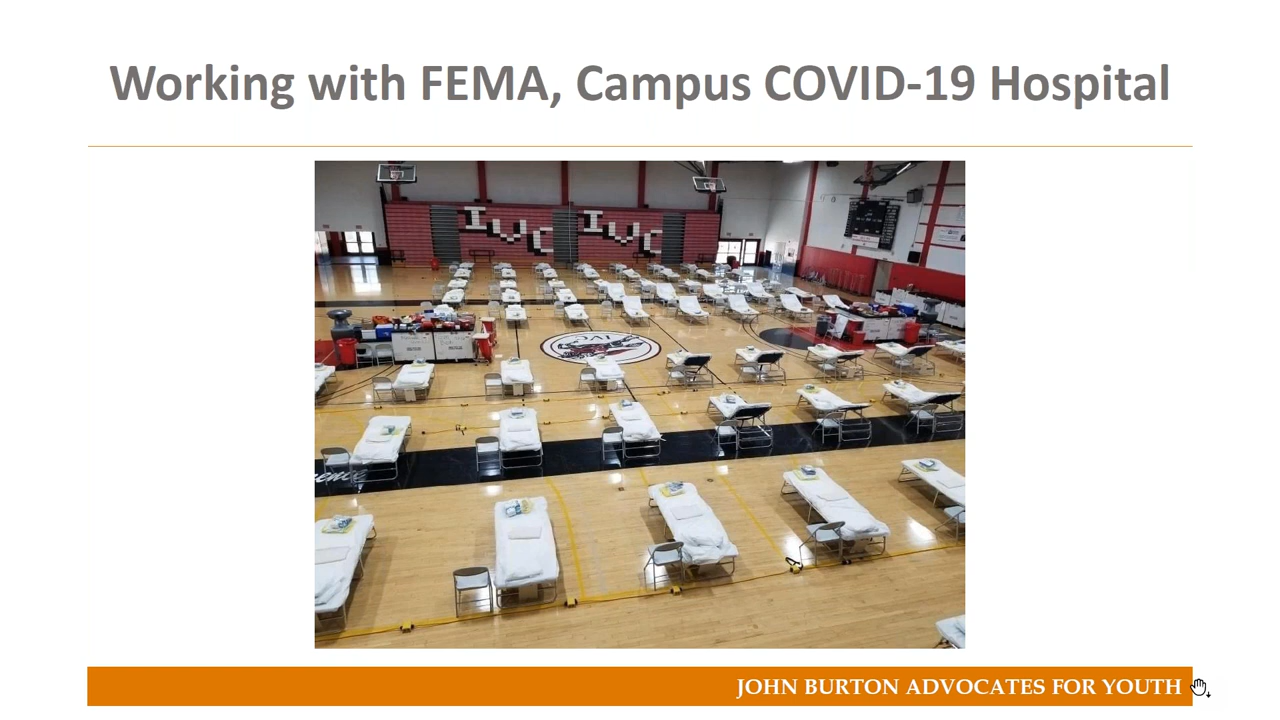 Working with FEMA, Campus COVID-19 Hospital
IVC IVC
JOHN BURTON ADVOCATES FOR YOUTH